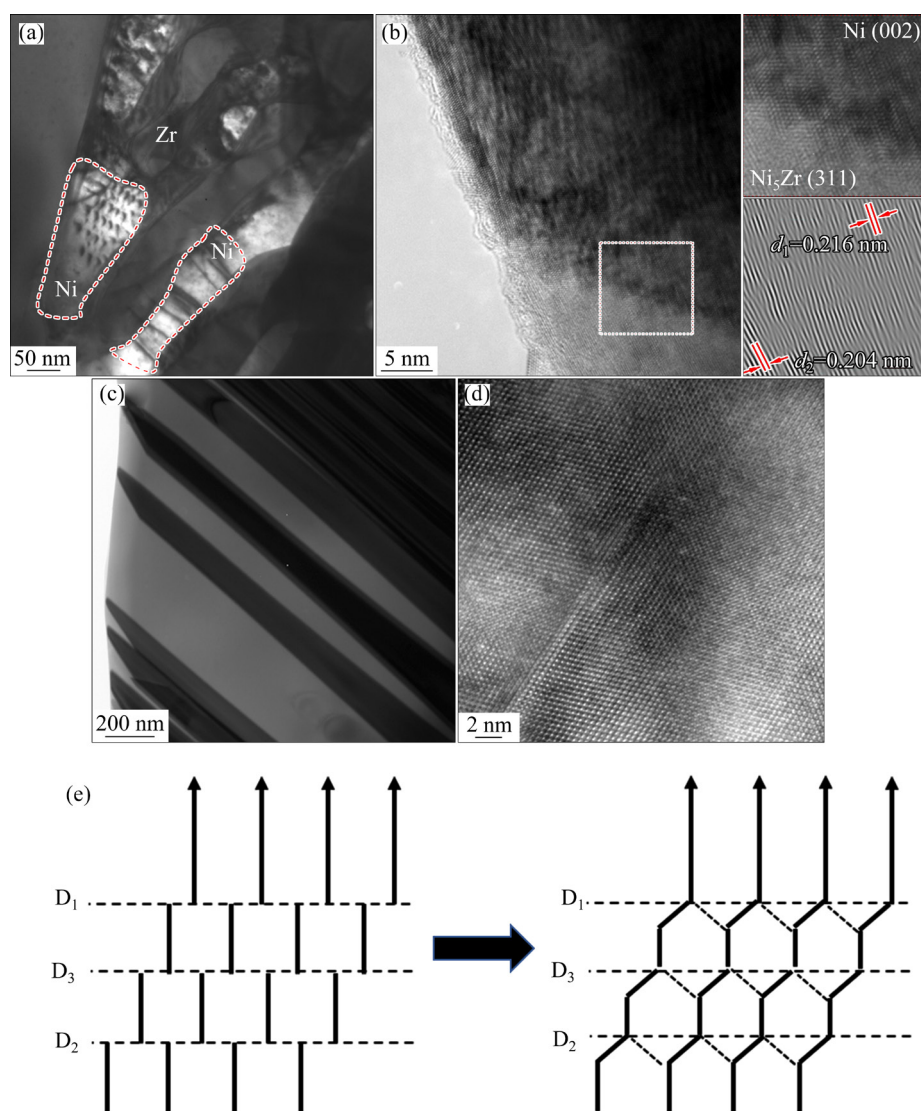 (a)
Zr
Ni
Ni
50 nm
(b)
5 nm
Ni (002)
Ni₅Zr (311)
d₁=0.216 nm
d₂=0.204 nm
(c)
200 nm
(d)
2 nm
(e)
D₁
D₃
D₂
D₁
D₃
D₂